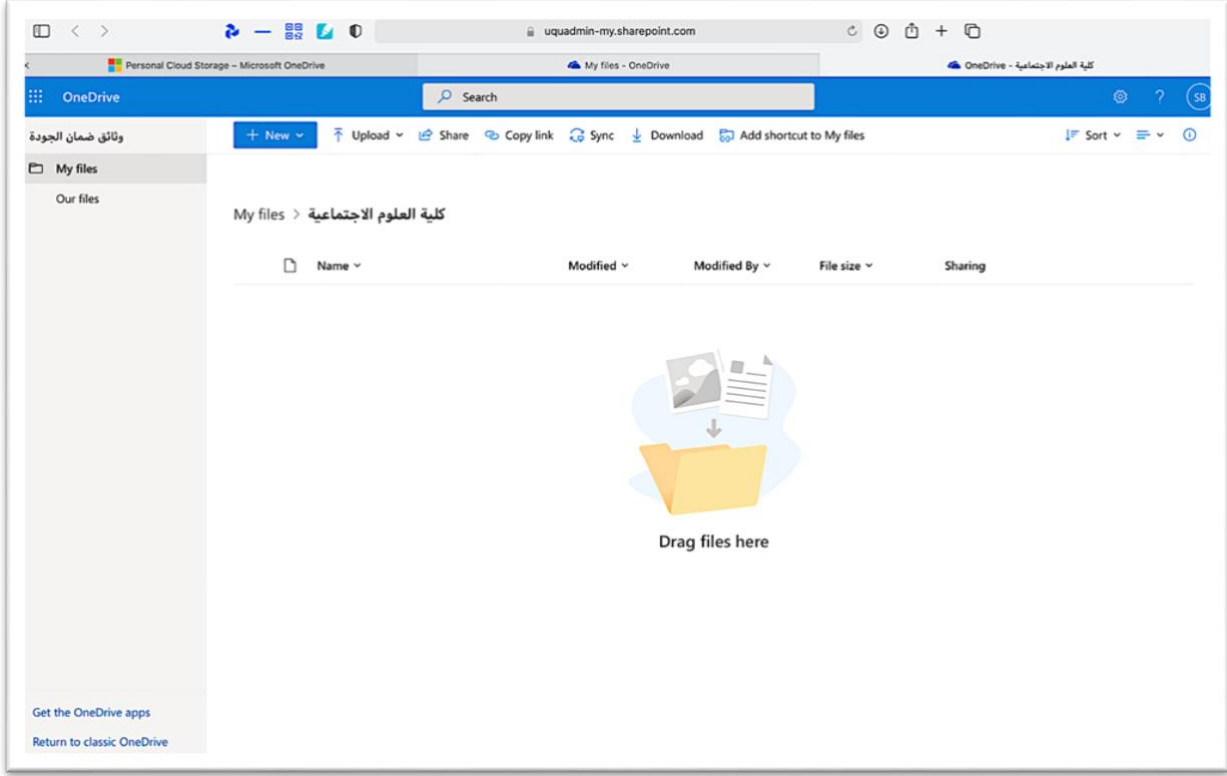 uquadmin-my.sharepoint.com
Personal Cloud Storage – Microsoft OneDrive
My files - OneDrive
كلية العلوم الاجتماعية - OneDrive
OneDrive
Search
?
SB
وثائق ضمان الجودة
+ New
Upload
Share
Copy link
Sync
Download
Add shortcut to My files
Sort
My files
Our files
My files > كلية العلوم الاجتماعية
Name
Modified
Modified By
File size
Sharing
Drag files here
Get the OneDrive apps
Return to classic OneDrive